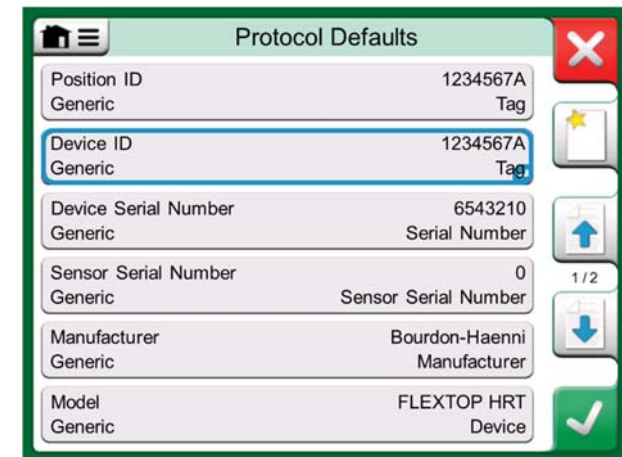 Protocol Defaults
Position ID 1234567A
Generic Tag
Device ID 1234567A
Generic Tag
Device Serial Number 6543210
Generic Serial Number
Sensor Serial Number 0
Generic Sensor Serial Number
1/2
Manufacturer Bourdon-Haenni
Generic Manufacturer
Model FLEXTOP HRT
Generic Device